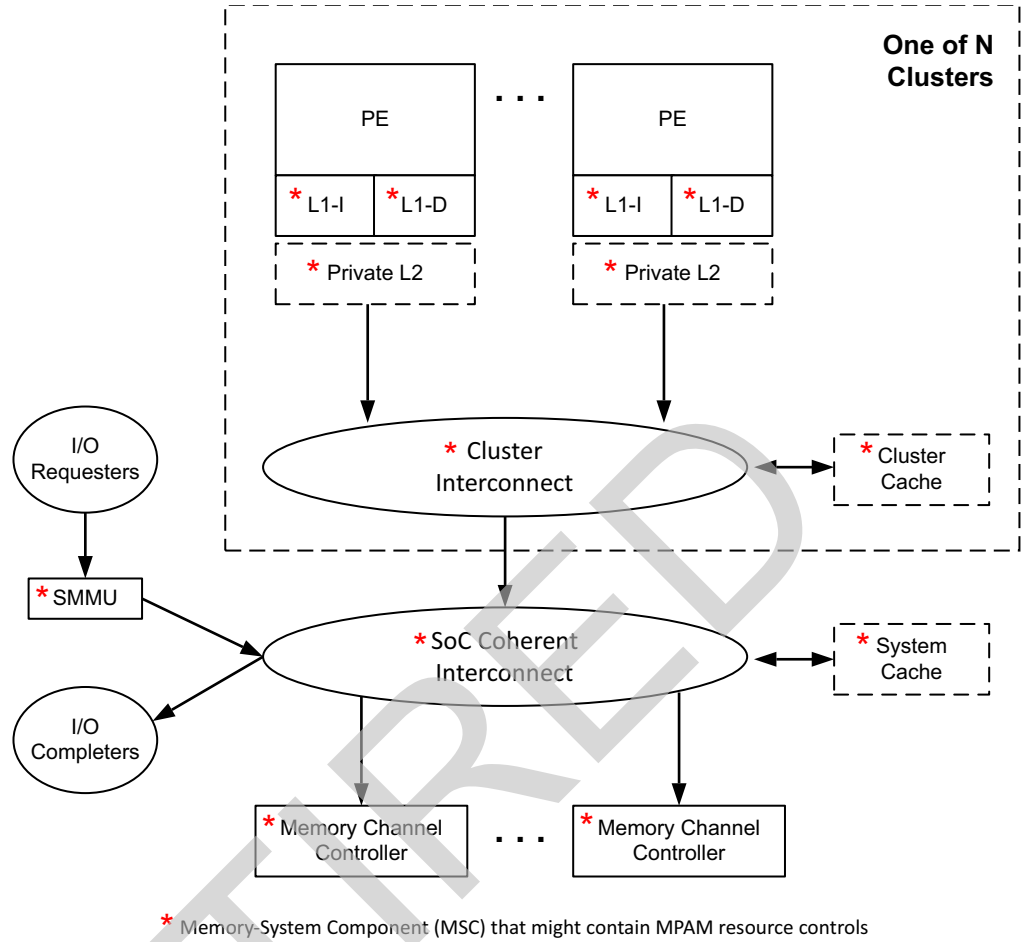 One of N
Clusters
PE
. . .
PE
* L1-I
* L1-D
* L1-I
* L1-D
* Private L2
* Private L2
I/O
Requesters
* Cluster
Interconnect
* Cluster
Cache
* SMMU
* SoC Coherent
Interconnect
* System
Cache
I/O
Completers
* Memory Channel
Controller
. . .
* Memory Channel
Controller
* Memory-System Component (MSC) that might contain MPAM resource controls
TIRED